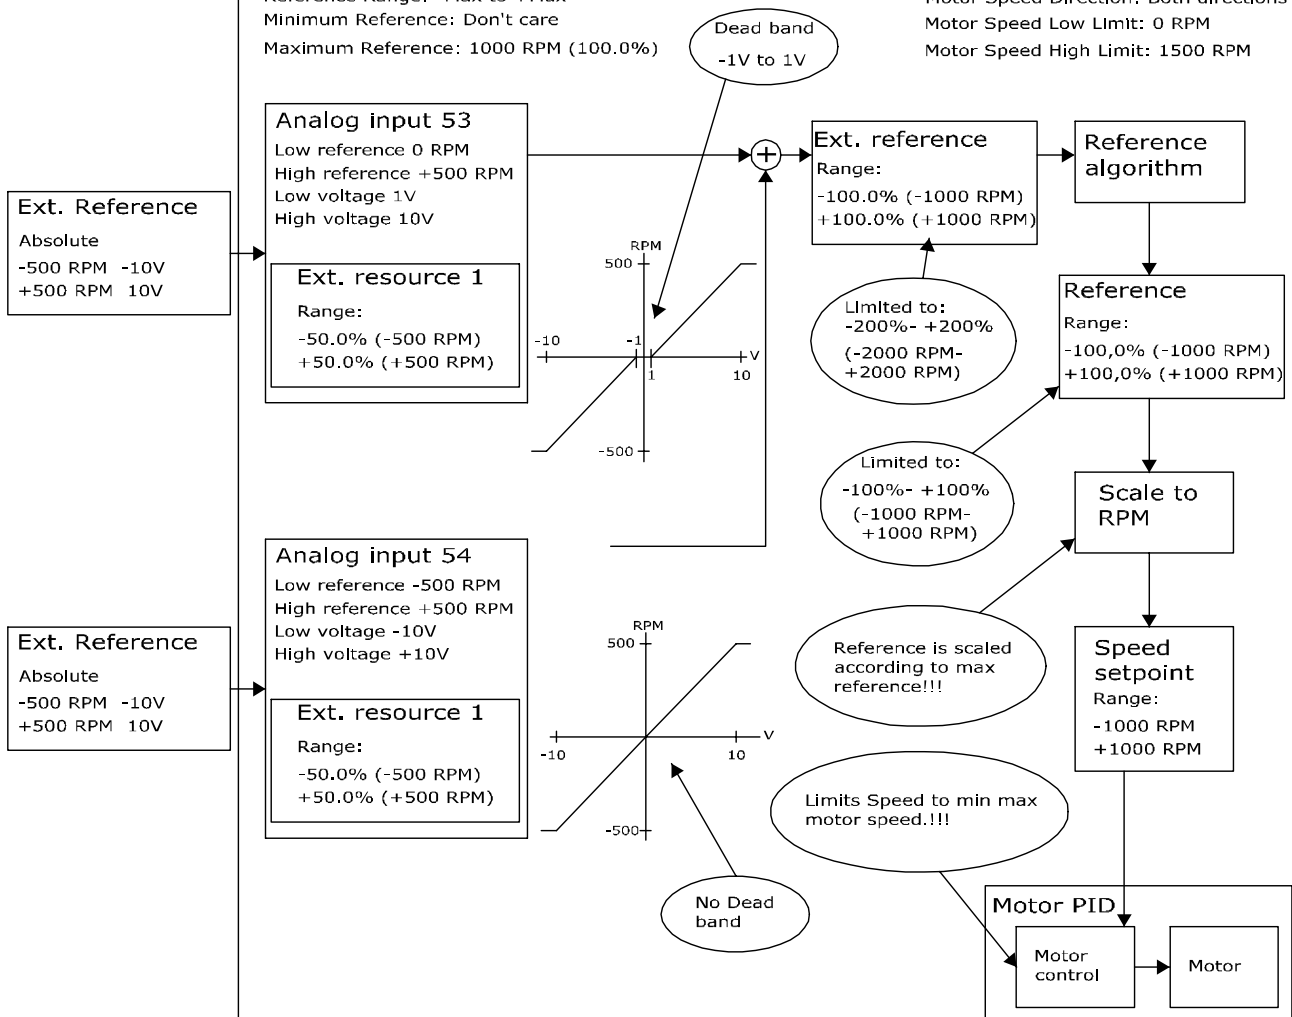 Reference Range: -Max to +Max
Minimum Reference: Don't care
Maximum Reference: 1000 RPM (100.0%)
Motor Speed Direction: Both directions
Motor Speed Low Limit: 0 RPM
Motor Speed High Limit: 1500 RPM
Dead band
-1V to 1V
Ext. Reference
Absolute
-500 RPM -10V
+500 RPM 10V
Analog input 53
Low reference 0 RPM
High reference +500 RPM
Low voltage 1V
High voltage 10V
Ext. resource 1
Range:
-50.0% (-500 RPM)
+50.0% (+500 RPM)
RPM
500
-10
-1
V
1
10
-500
+
Ext. reference
Range:
-100.0% (-1000 RPM)
+100.0% (+1000 RPM)
Reference
algorithm
Limited to:
-200%- +200%
(-2000 RPM-
+2000 RPM)
Reference
Range:
-100,0% (-1000 RPM)
+100,0% (+1000 RPM)
Limited to:
-100%- +100%
(-1000 RPM-
+1000 RPM)
Scale to
RPM
Ext. Reference
Absolute
-500 RPM -10V
+500 RPM 10V
Analog input 54
Low reference -500 RPM
High reference +500 RPM
Low voltage -10V
High voltage +10V
Ext. resource 1
Range:
-50.0% (-500 RPM)
+50.0% (+500 RPM)
RPM
500
-10
10
V
-500
No Dead
band
Reference is scaled
according to max
reference!!!
Speed
setpoint
Range:
-1000 RPM
+1000 RPM
Limits Speed to min max
motor speed.!!!
Motor PID
Motor
control
Motor